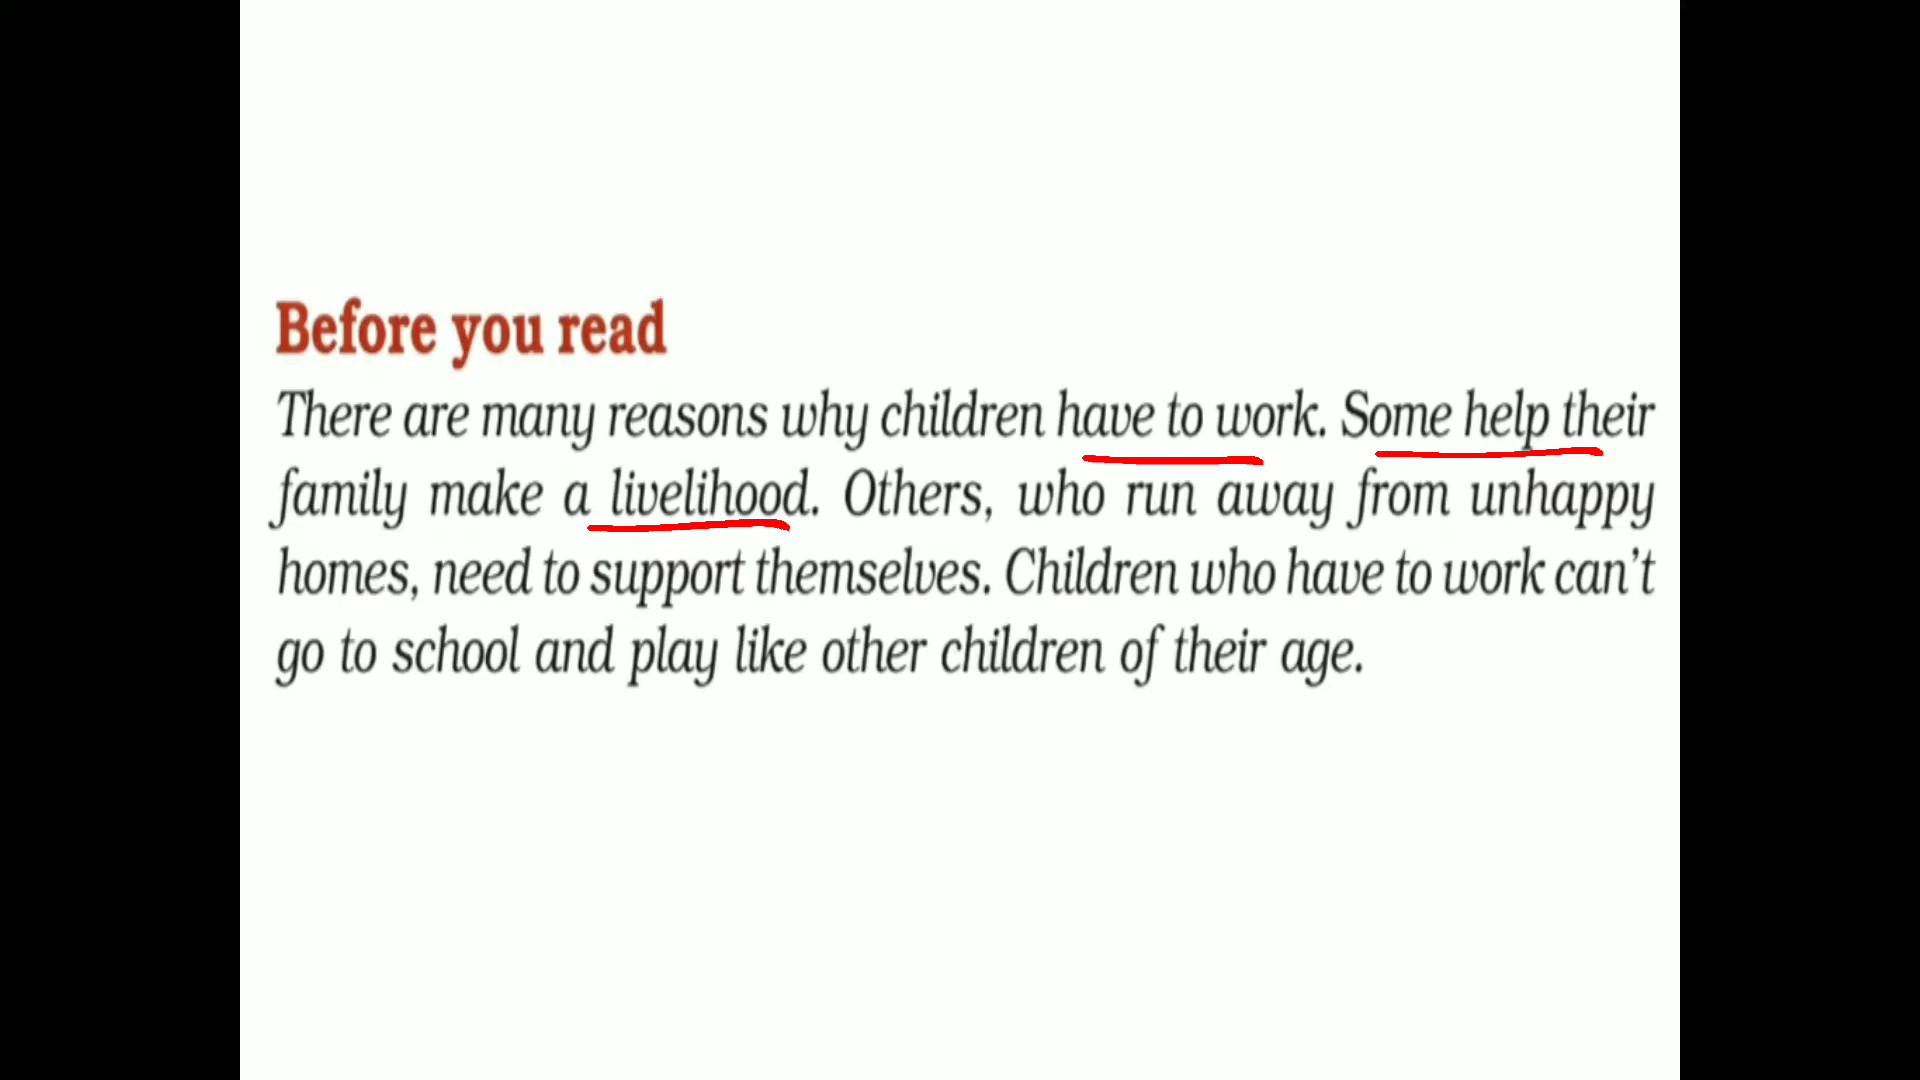 Before you read
There are many reasons why children have to work. Some help their
family make a livelihood. Others, who run away from unhappy
homes, need to support themselves. Children who have to work can't
go to school and play like other children of their age.